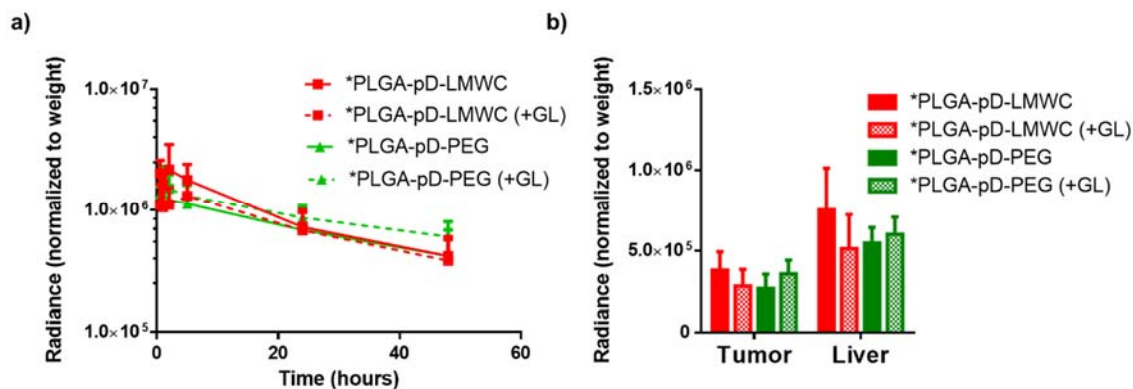 a)
Radiance (normalized to weight)
1.0×10⁷
1.0×10⁶
1.0×10⁵
0
20
40
60
Time (hours)
*PLGA-pD-LMWC
*PLGA-pD-LMWC (+GL)
*PLGA-pD-PEG
*PLGA-pD-PEG (+GL)
b)
Radiance (normalized to weight)
1.5×10⁶
1.0×10⁶
5.0×10⁵
0
Tumor
Liver
*PLGA-pD-LMWC
*PLGA-pD-LMWC (+GL)
*PLGA-pD-PEG
*PLGA-pD-PEG (+GL)